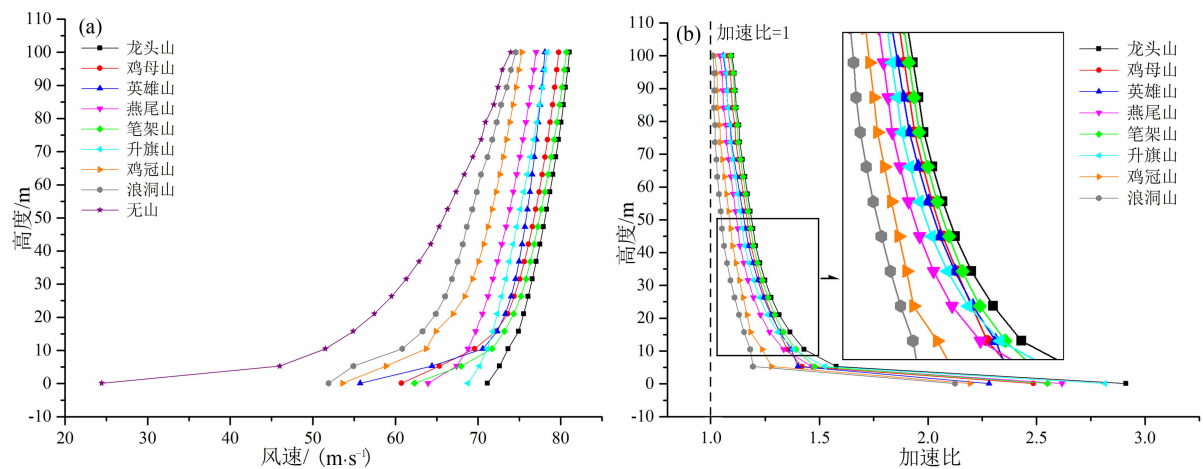 (a)
龙头山
鸡母山
英雄山
燕尾山
笔架山
升旗山
鸡冠山
浪洞山
无山
高度/m
110
100
90
80
70
60
50
40
30
20
10
0
-10
20
30
40
50
60
70
80
风速/ (m·s⁻¹)
(b)
加速比=1
龙头山
鸡母山
英雄山
燕尾山
笔架山
升旗山
鸡冠山
浪洞山
高度/m
110
100
90
80
70
60
50
40
30
20
10
0
-10
1.0
1.5
2.0
2.5
3.0
加速比